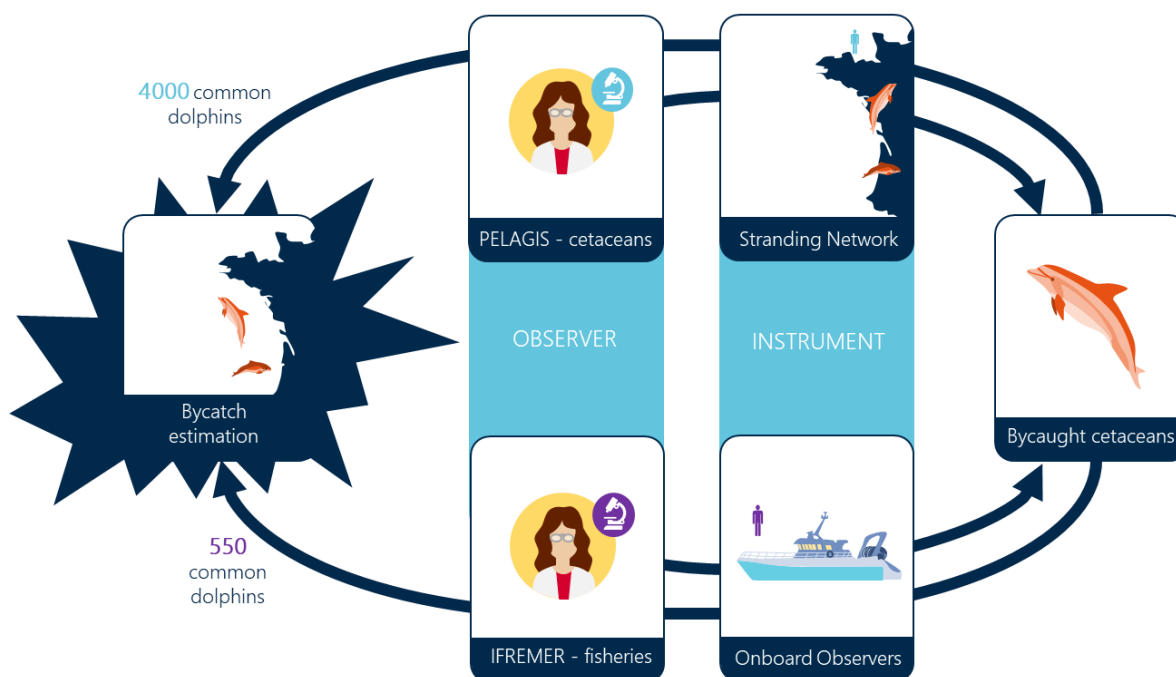 4000 common
dolphins
PELAGIS - cetaceans
Stranding Network
OBSERVER
INSTRUMENT
Bycatch
estimation
Bycaught cetaceans
550
common
dolphins
IFREMER - fisheries
Onboard Observers